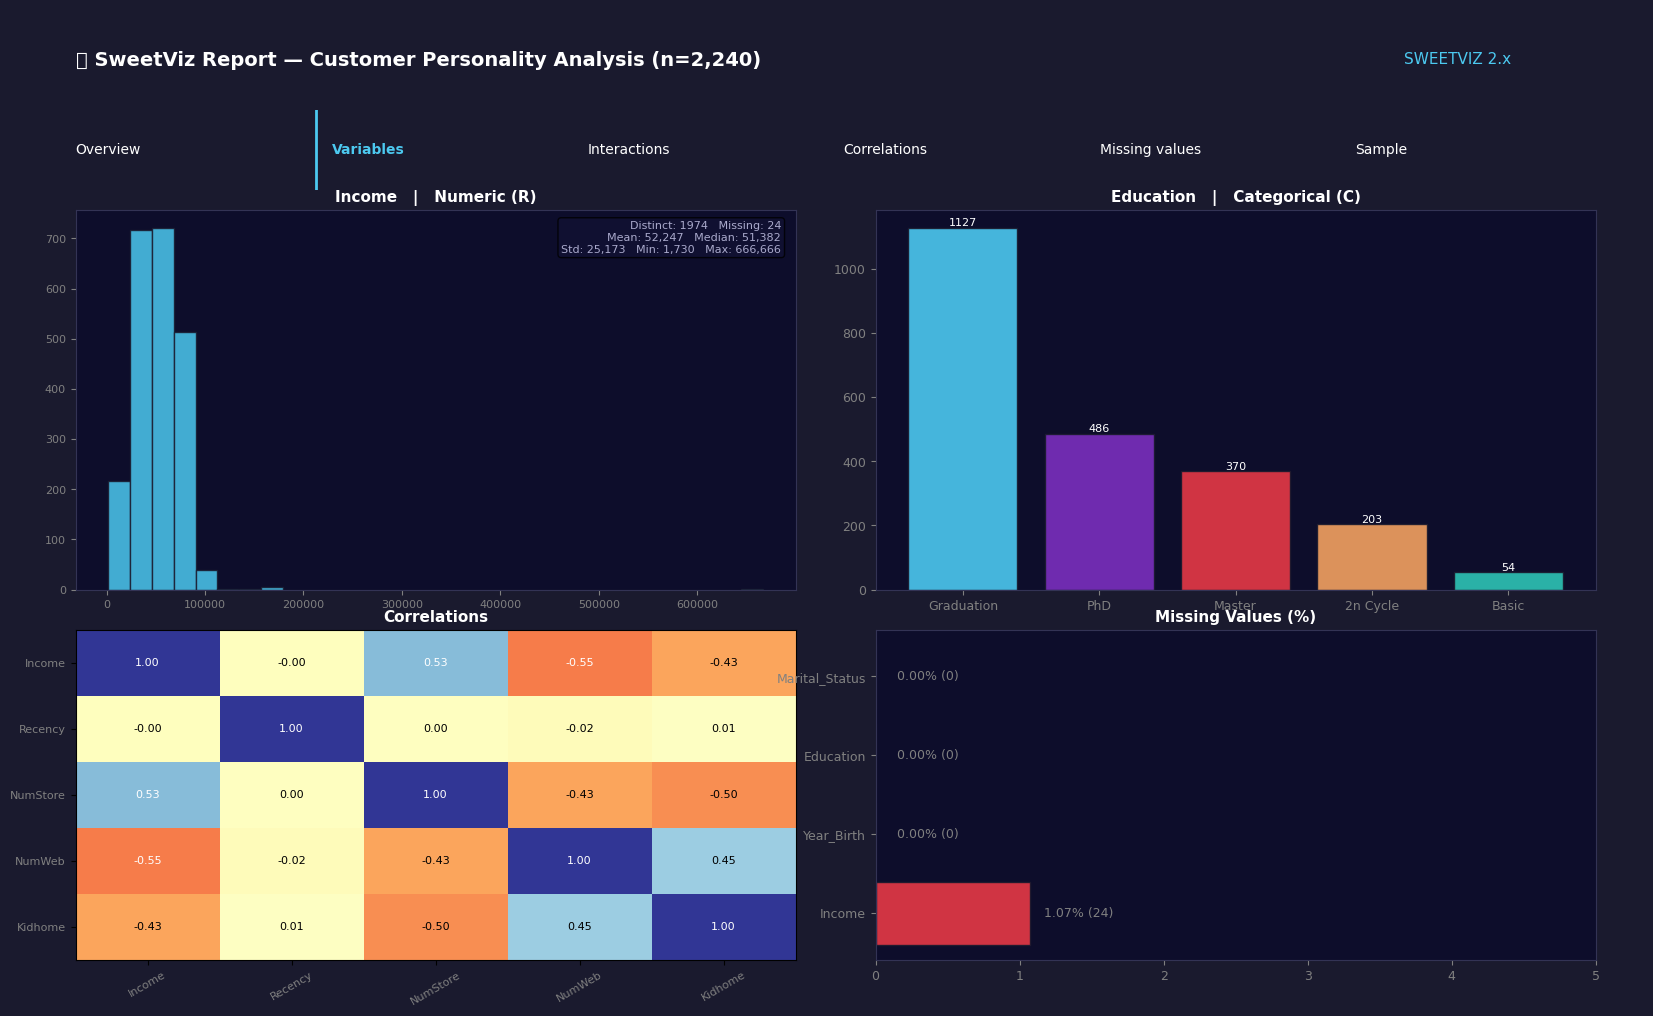 SweetViz Report — Customer Personality Analysis (n=2,240)
SWEETVIZ 2.x
Overview
Variables
Interactions
Correlations
Missing values
Sample
Income | Numeric (R)
Distinct: 1974 Missing: 24
Mean: 52,247 Median: 51,382
Std: 25,173 Min: 1,730 Max: 666,666
700
600
500
400
300
200
100
0
0 100000 200000 300000 400000 500000 600000
Education | Categorical (C)
1000
800
600
400
200
0
1127
486
370
203
54
Graduation PhD Master 2n Cycle Basic
Correlations
Income 1.00 -0.00 0.53 -0.55 -0.43
Recency -0.00 1.00 0.00 -0.02 0.01
NumStore 0.53 0.00 1.00 -0.43 -0.50
NumWeb -0.55 -0.02 -0.43 1.00 0.45
Kidhome -0.43 0.01 -0.50 0.45 1.00
Income Recency NumStore NumWeb Kidhome
Missing Values (%)
Marital_Status 0.00% (0)
Education 0.00% (0)
Year_Birth 0.00% (0)
Income 1.07% (24)
0 1 2 3 4 5